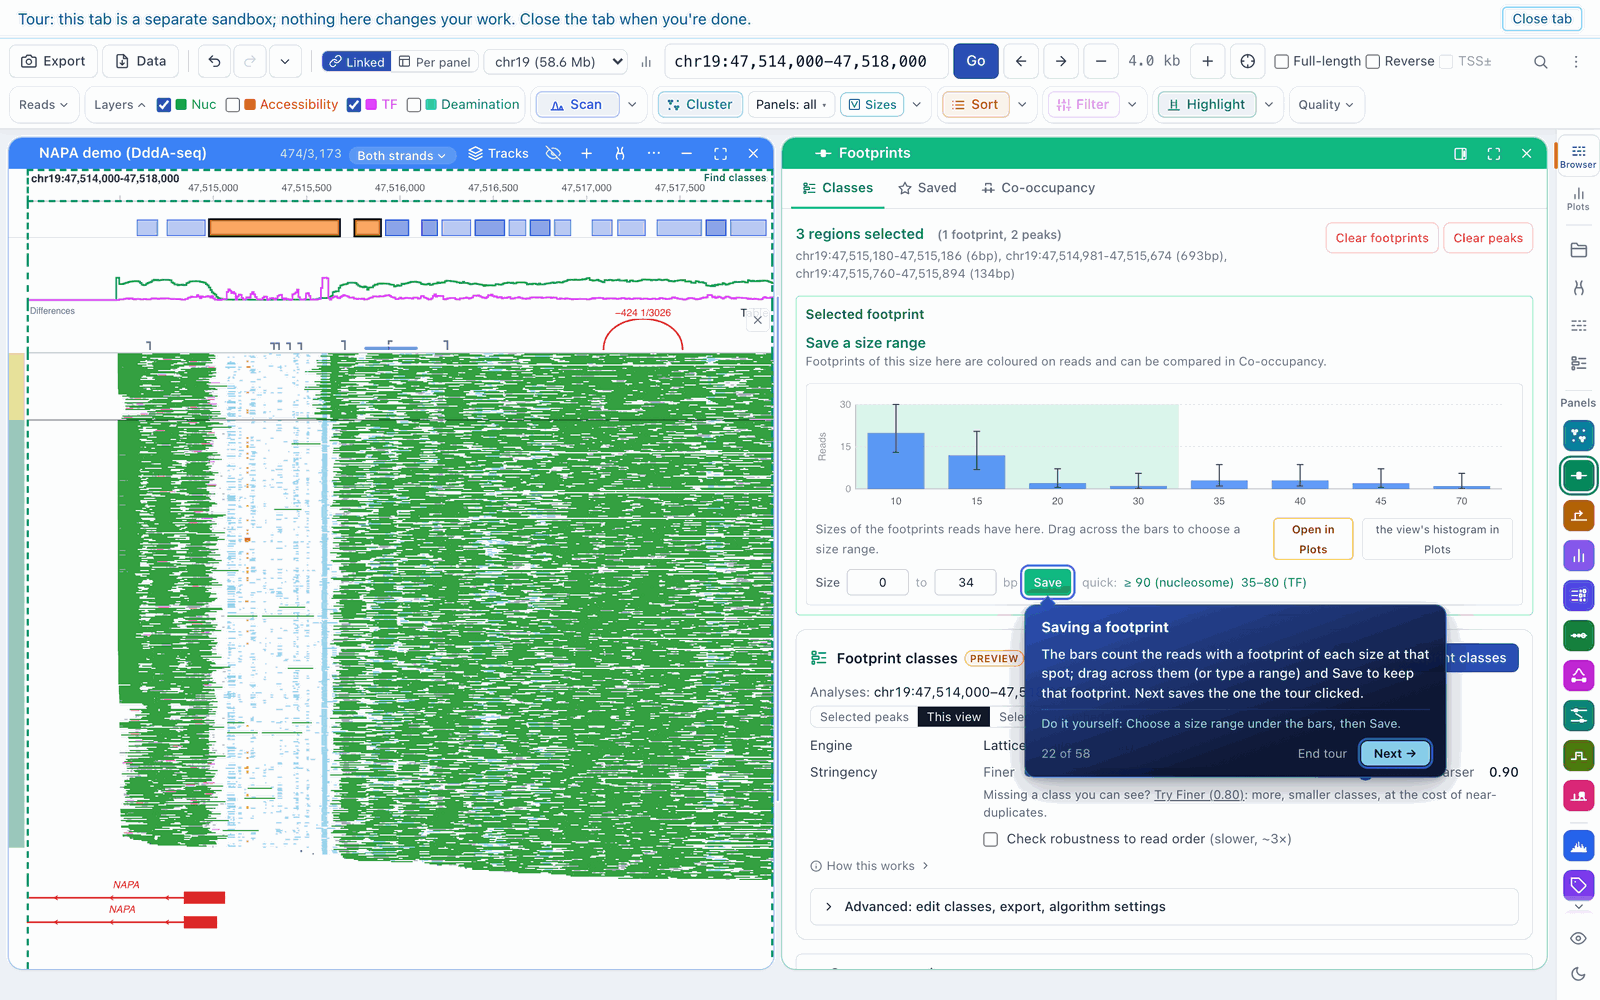 Tour: this tab is a separate sandbox; nothing here changes your work. Close the tab when you're done.
Close tab
Export
Data
Linked
Per panel
chr19 (58.6 Mb)
chr19:47,514,000–47,518,000
Go
4.0 kb
Full-length
Reverse
TSS±
Reads
Layers
Nuc
Accessibility
TF
Deamination
Scan
Cluster
Panels: all
Sizes
Sort
Filter
Highlight
Quality
NAPA demo (DddA-seq)
474/3,173
Both strands
Tracks
chr19:47,514,000-47,518,000
Find classes
47,515,000
47,515,500
47,516,000
47,516,500
47,517,000
47,517,500
Differences
−424 1/3026
NAPA
NAPA
Footprints
Classes
Saved
Co-occupancy
3 regions selected (1 footprint, 2 peaks)
chr19:47,515,180-47,515,186 (6bp), chr19:47,514,981-47,515,674 (693bp),
chr19:47,515,760-47,515,894 (134bp)
Clear footprints
Clear peaks
Selected footprint
Save a size range
Footprints of this size here are coloured on reads and can be compared in Co-occupancy.
Reads
30
15
0
10
15
20
30
35
40
45
70
Sizes of the footprints reads have here. Drag across the bars to choose a
size range.
Open in
Plots
the view's histogram in
Plots
Size
0
to
34
bp
Save
quick:
≥ 90 (nucleosome)
35–80 (TF)
Saving a footprint
The bars count the reads with a footprint of each size at that
spot; drag across them (or type a range) and Save to keep
that footprint. Next saves the one the tour clicked.
Do it yourself: Choose a size range under the bars, then Save.
22 of 58
End tour
Next →
Footprint classes
PREVIEW
classes
Analyses: chr19:47,514,000–47,5
Selected peaks
This view
Engine
Lattice
Stringency
Finer
0.90
Missing a class you can see? Try Finer (0.80): more, smaller classes, at the cost of near-
duplicates.
Check robustness to read order (slower, ~3×)
How this works
Advanced: edit classes, export, algorithm settings
Browser
Plots
Panels